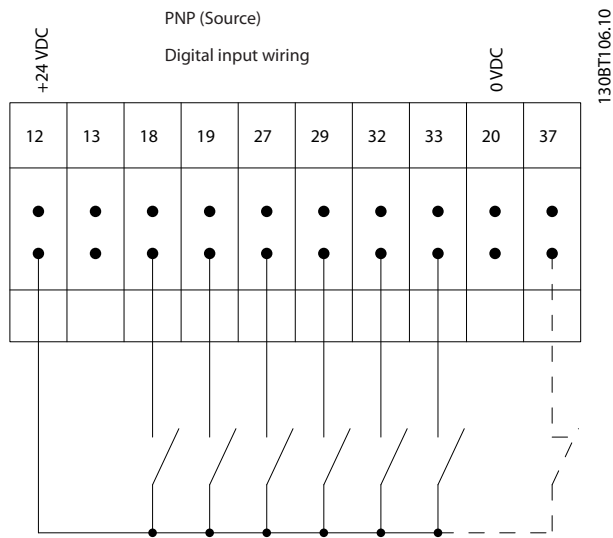 PNP (Source)
Digital input wiring
+24 VDC
0 VDC
130BT106.10
12 13 18 19 27 29 32 33 20 37